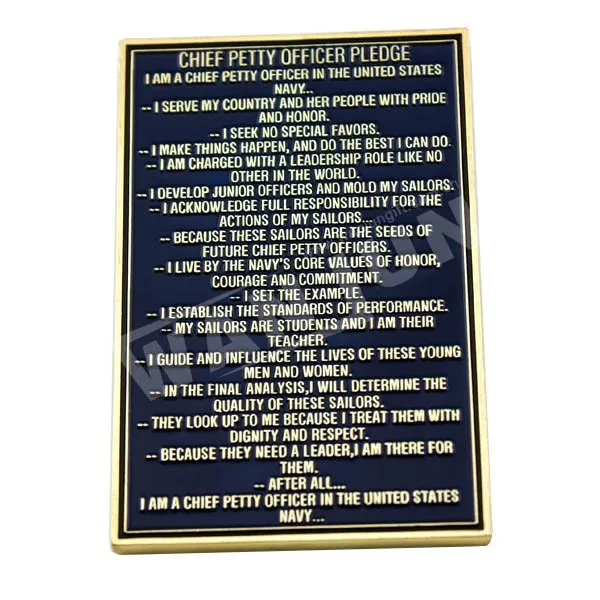 CHIEF PETTY OFFICER PLEDGE
I AM A CHIEF PETTY OFFICER IN THE UNITED STATES
NAVY...
-- I SERVE MY COUNTRY AND HER PEOPLE WITH PRIDE
AND HONOR.
-- I SEEK NO SPECIAL FAVORS.
-- I MAKE THINGS HAPPEN, AND DO THE BEST I CAN DO.
-- I AM CHARGED WITH A LEADERSHIP ROLE LIKE NO
OTHER IN THE WORLD.
-- I DEVELOP JUNIOR OFFICERS AND MOLD MY SAILORS.
-- I ACKNOWLEDGE FULL RESPONSIBILITY FOR THE
ACTIONS OF MY SAILORS...
-- BECAUSE THESE SAILORS ARE THE SEEDS OF
FUTURE CHIEF PETTY OFFICERS.
-- I LIVE BY THE NAVY'S CORE VALUES OF HONOR,
COURAGE AND COMMITMENT.
-- I SET THE EXAMPLE.
-- I ESTABLISH THE STANDARDS OF PERFORMANCE.
-- MY SAILORS ARE STUDENTS AND I AM THEIR
TEACHER.
-- I GUIDE AND INFLUENCE THE LIVES OF THESE YOUNG
MEN AND WOMEN.
-- IN THE FINAL ANALYSIS,I WILL DETERMINE THE
QUALITY OF THESE SAILORS.
-- THEY LOOK UP TO ME BECAUSE I TREAT THEM WITH
DIGNITY AND RESPECT.
-- BECAUSE THEY NEED A LEADER,I AM THERE FOR
THEM.
-- AFTER ALL...
I AM A CHIEF PETTY OFFICER IN THE UNITED STATES
NAVY...